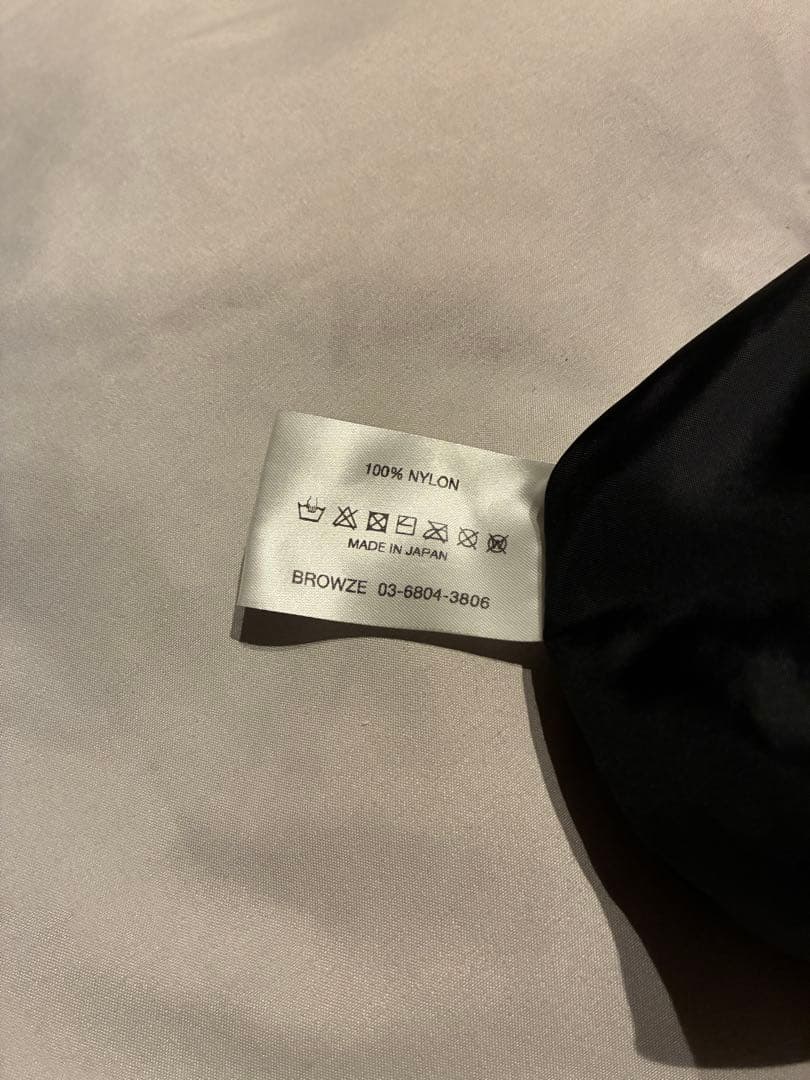 100% NYLON
MADE IN JAPAN
BROWZE 03-6804-3806